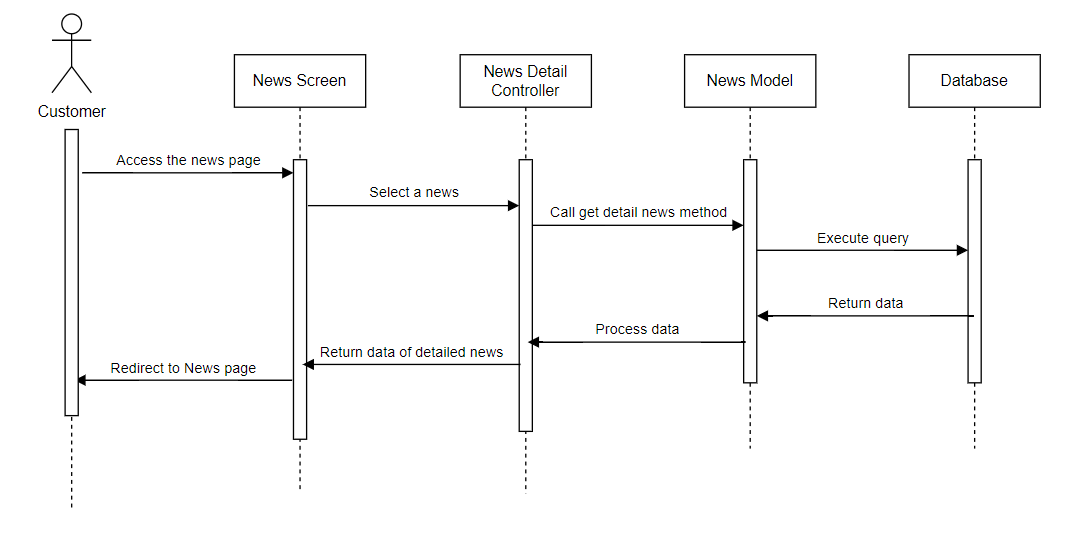 Customer
News Screen
News Detail
Controller
News Model
Database
Access the news page
Select a news
Call get detail news method
Execute query
Return data
Process data
Return data of detailed news
Redirect to News page